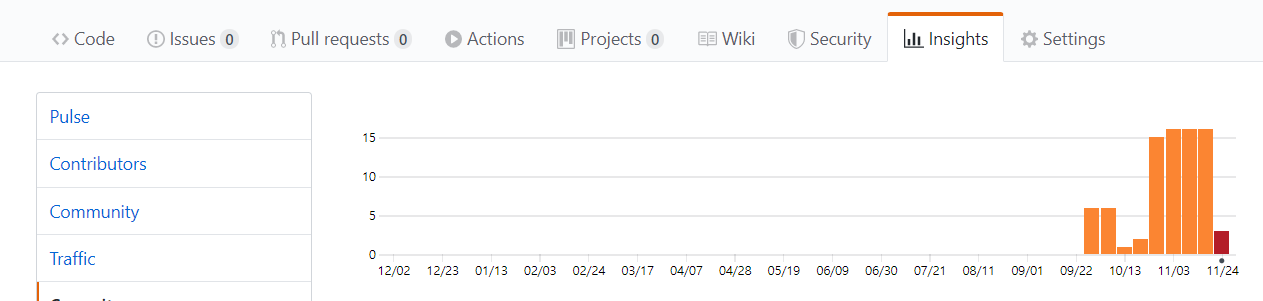 Code Issues 0 Pull requests 0 Actions Projects 0 Wiki Security Insights Settings
Pulse
Contributors
Community
Traffic
15
10
5
0
12/02 12/23 01/13 02/03 02/24 03/17 04/07 04/28 05/19 06/09 06/30 07/21 08/11 09/01 09/22 10/13 11/03 11/24